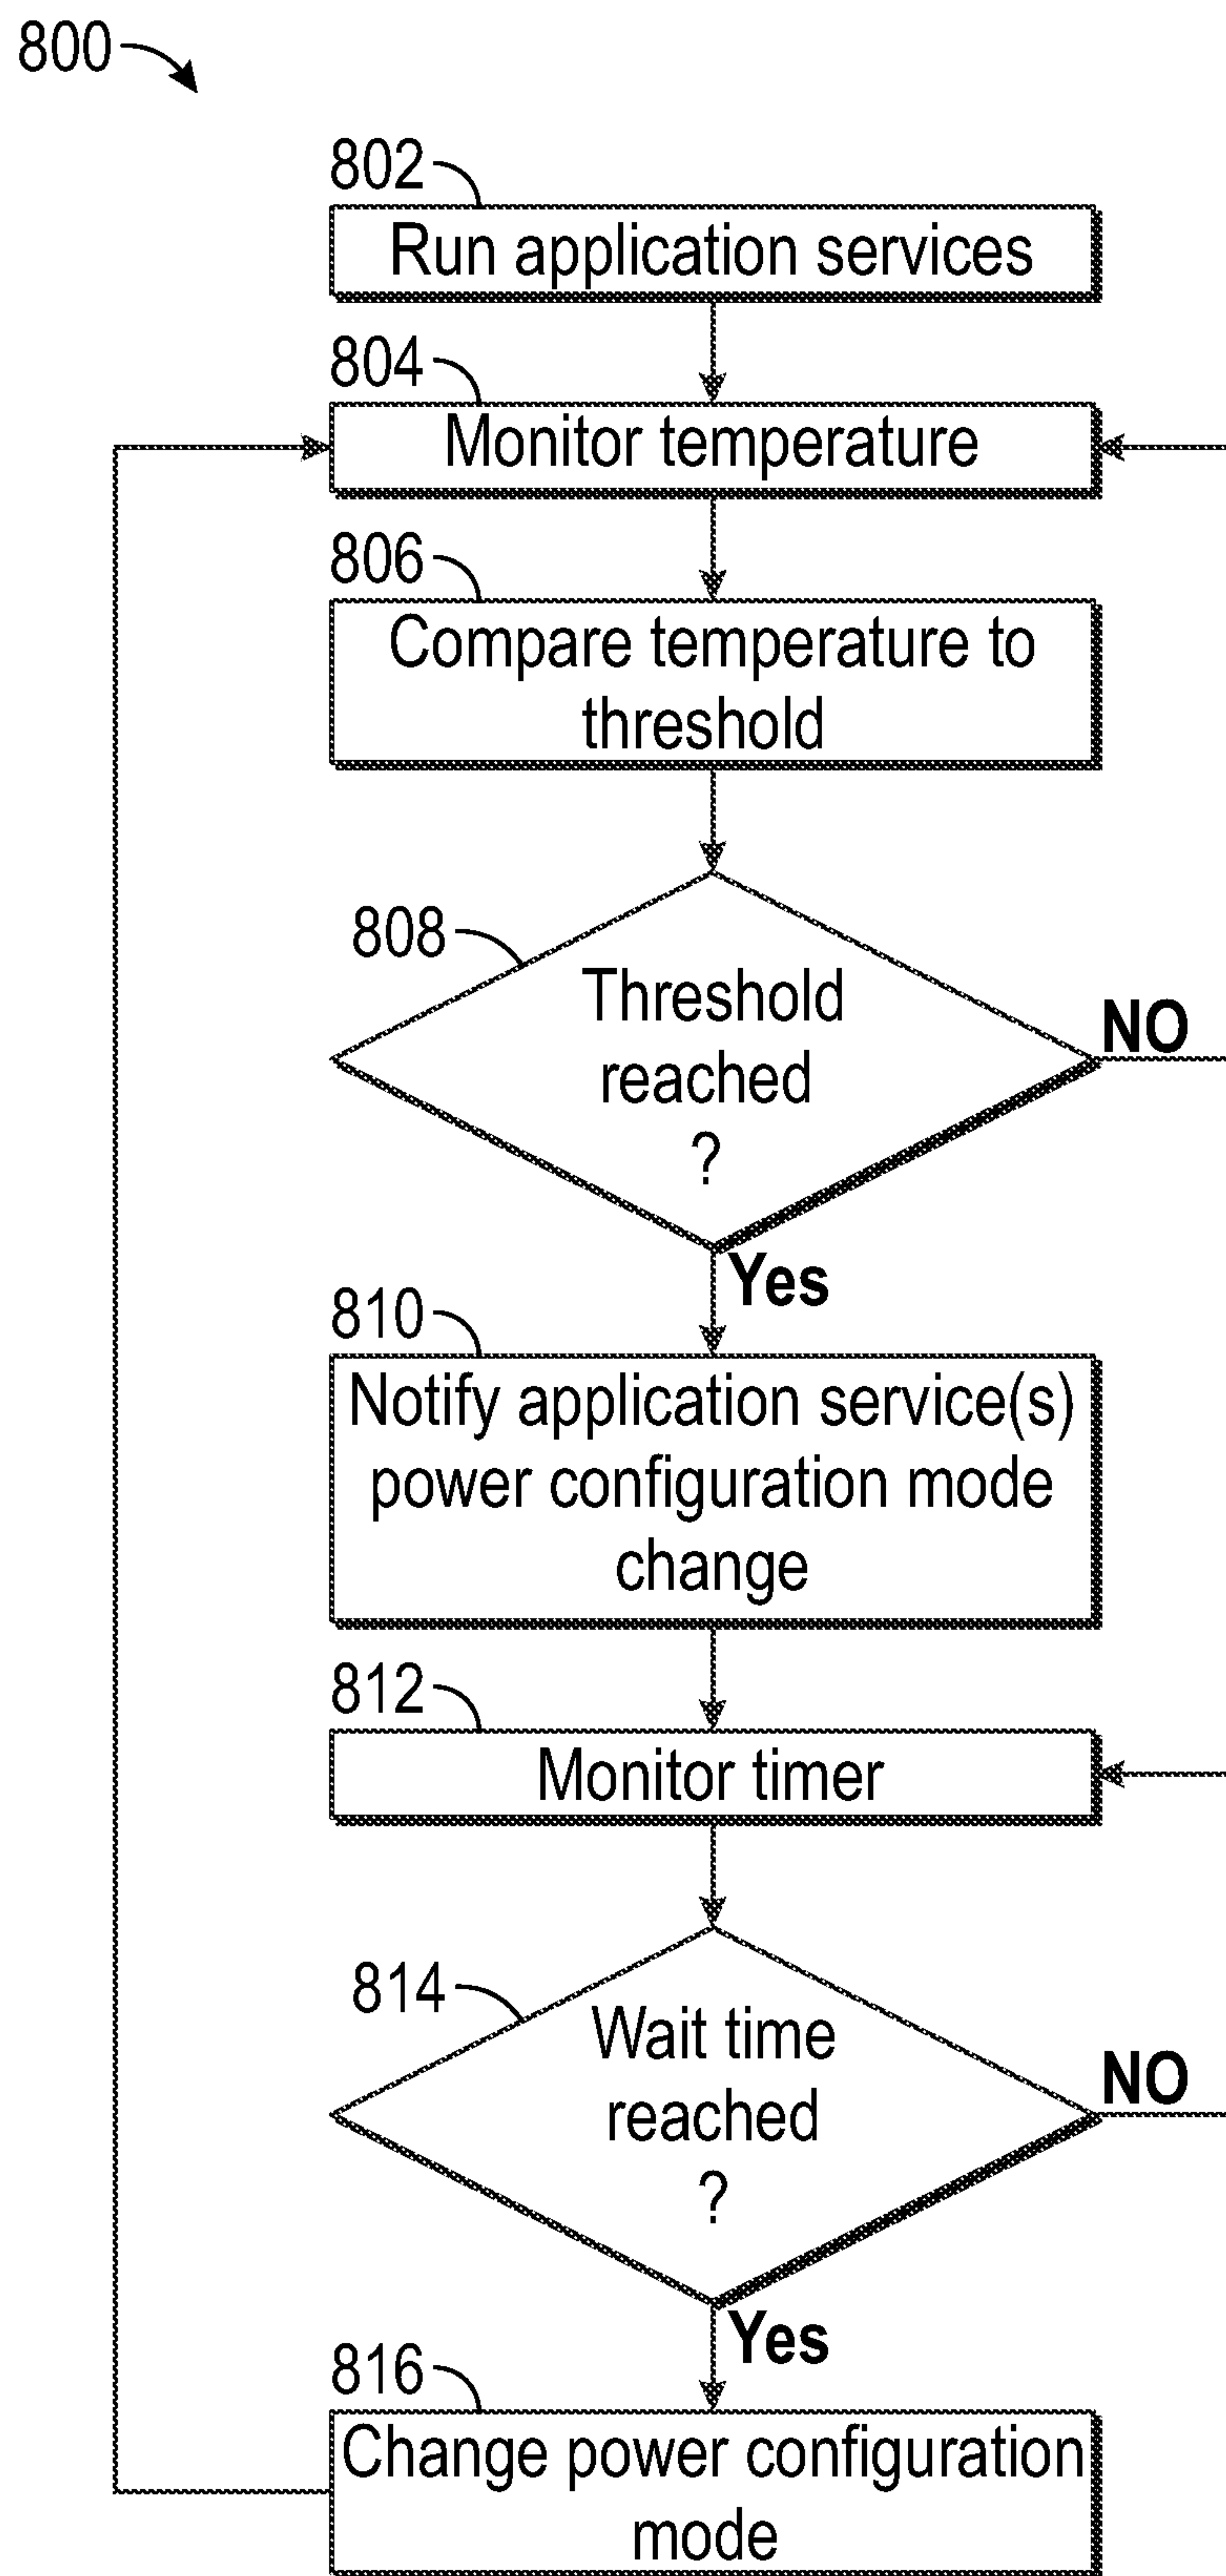 800
802
Run application services
804
Monitor temperature
806
Compare temperature to
threshold
808
Threshold
reached
?
NO
Yes
810
Notify application service(s)
power configuration mode
change
812
Monitor timer
814
Wait time
reached
?
NO
Yes
816
Change power configuration
mode